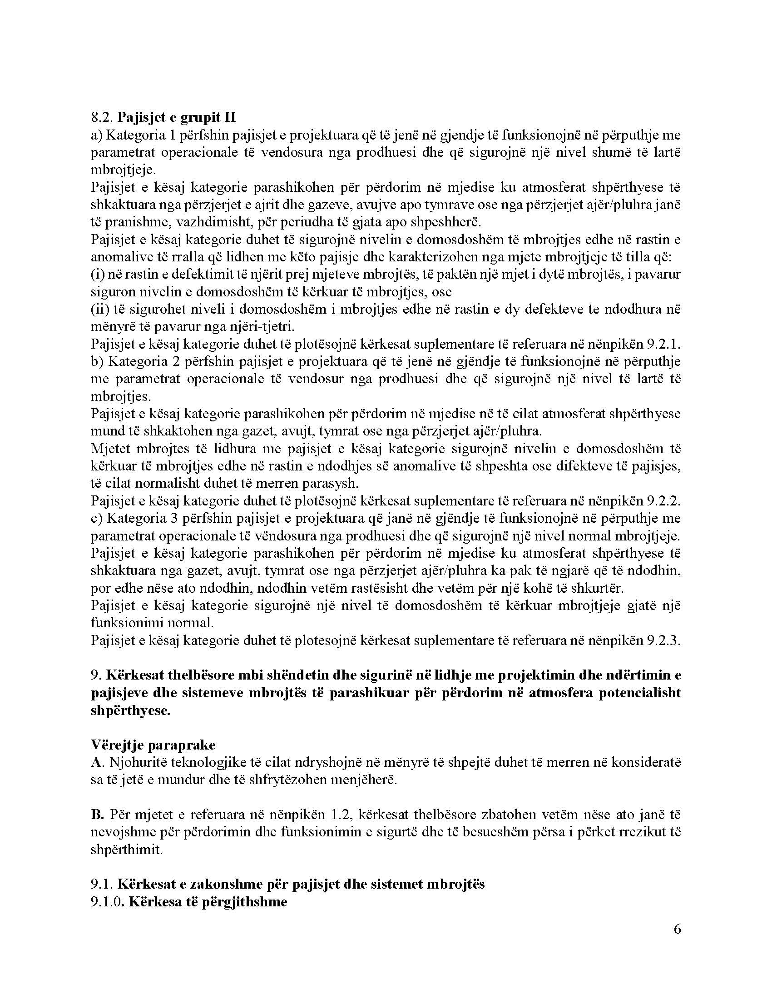 8.2. Pajisjet e grupit II
a) Kategoria 1 përfshin pajisjet e projektuara që të jenë në gjendje të funksionojnë në përputhje me
parametrat operacionale të vendosura nga prodhuesi dhe që sigurojnë një nivel shumë të lartë
mbrojtjeje.
Pajisjet e kësaj kategorie parashikohen për përdorim në mjedise ku atmosferat shpërthyese të
shkaktuara nga përzjerjet e ajrit dhe gazeve, avujve apo tymrave ose nga përzjerjet ajër/pluhra janë
të pranishme, vazhdimisht, për periudha të gjata apo shpeshherë.
Pajisjet e kësaj kategorie duhet të sigurojnë nivelin e domosdoshëm të mbrojtjes edhe në rastin e
anomalive të rralla që lidhen me këto pajisje dhe karakterizohen nga mjete mbrojtjeje të tilla që:
(i) në rastin e defektimit të njërit prej mjeteve mbrojtës, të paktën një mjet i dytë mbrojtës, i pavarur
siguron nivelin e domosdoshëm të kërkuar të mbrojtjes, ose
(ii) të sigurohet niveli i domosdoshëm i mbrojtjes edhe në rastin e dy defekteve te ndodhura në
mënyrë të pavarur nga njëri-tjetri.
Pajisjet e kësaj kategorie duhet të plotësojnë kërkesat suplementare të referuara në nënpikën 9.2.1.
b) Kategoria 2 përfshin pajisjet e projektuara që të jenë në gjëndje të funksionojnë në përputhje
me parametrat operacionale të vendosur nga prodhuesi dhe që sigurojnë një nivel të lartë të
mbrojtjes.
Pajisjet e kësaj kategorie parashikohen për përdorim në mjedise në të cilat atmosferat shpërthyese
mund të shkaktohen nga gazet, avujt, tymrat ose nga përzjerjet ajër/pluhra.
Mjetet mbrojtes të lidhura me pajisjet e kësaj kategorie sigurojnë nivelin e domosdoshëm të
kërkuar të mbrojtjes edhe në rastin e ndodhjes së anomalive të shpeshta ose difekteve të pajisjes,
të cilat normalisht duhet të merren parasysh.
Pajisjet e kësaj kategorie duhet të plotësojnë kërkesat suplementare të referuara në nënpikën 9.2.2.
c) Kategoria 3 përfshin pajisjet e projektuara që janë në gjëndje të funksionojnë në përputhje me
parametrat operacionale të vëndosura nga prodhuesi dhe që sigurojnë një nivel normal mbrojtjeje.
Pajisjet e kësaj kategorie parashikohen për përdorim në mjedise ku atmosferat shpërthyese të
shkaktuara nga gazet, avujt, tymrat ose nga përzjerjet ajër/pluhra ka pak të ngjarë që të ndodhin,
por edhe nëse ato ndodhin, ndodhin vetëm rastësisht dhe vetëm për një kohë të shkurtër.
Pajisjet e kësaj kategorie sigurojnë një nivel të domosdoshëm të kërkuar mbrojtjeje gjatë një
funksionimi normal.
Pajisjet e kësaj kategorie duhet të plotesojnë kërkesat suplementare të referuara në nënpikën 9.2.3.
9. Kërkesat thelbësore mbi shëndetin dhe sigurinë në lidhje me projektimin dhe ndërtimin e
pajisjeve dhe sistemeve mbrojtës të parashikuar për përdorim në atmosfera potencialisht
shpërthyese.
Vërejtje paraprake
A. Njohuritë teknologjike të cilat ndryshojnë në mënyrë të shpejtë duhet të merren në konsideratë
sa të jetë e mundur dhe të shfrytëzohen menjëherë.
B. Për mjetet e referuara në nënpikën 1.2, kërkesat thelbësore zbatohen vetëm nëse ato janë të
nevojshme për përdorimin dhe funksionimin e sigurtë dhe të besueshëm përsa i përket rrezikut të
shpërthimit.
9.1. Kërkesat e zakonshme për pajisjet dhe sistemet mbrojtës
9.1.0. Kërkesa të përgjithshme
6